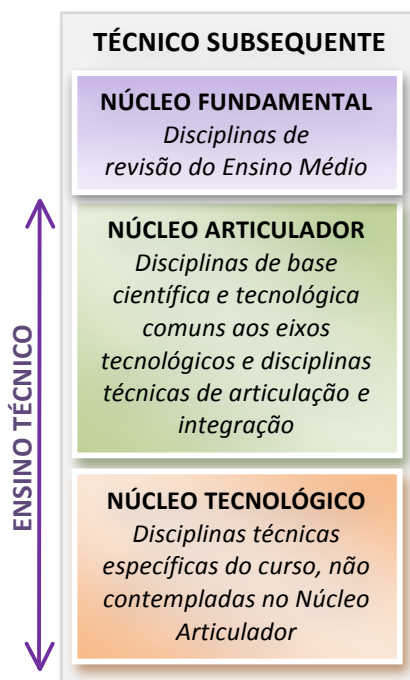 TÉCNICO SUBSEQUENTE
NÚCLEO FUNDAMENTAL
Disciplinas de
revisão do Ensino Médio
NÚCLEO ARTICULADOR
Disciplinas de base
científica e tecnológica
comuns aos eixos
tecnológicos e disciplinas
técnicas de articulação e
integração
NÚCLEO TECNOLÓGICO
Disciplinas técnicas
específicas do curso, não
contempladas no Núcleo
Articulador
ENSINO TÉCNICO